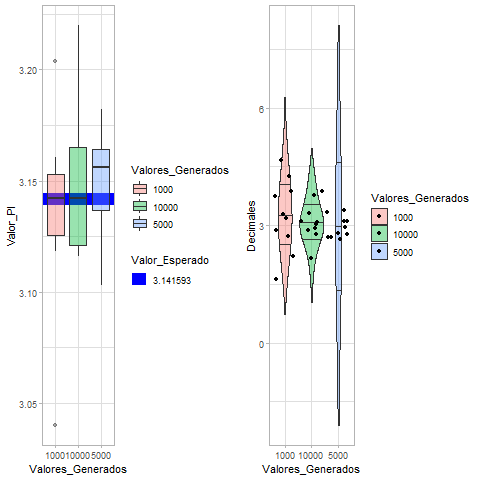 Valor_PI
3.20
3.15
3.10
3.05
1000
10000
5000
Valores_Generados
Valores_Generados
1000
10000
5000
Valor_Esperado
3.141593
Decimales
6
3
0
1000
10000
5000
Valores_Generados
Valores_Generados
1000
10000
5000